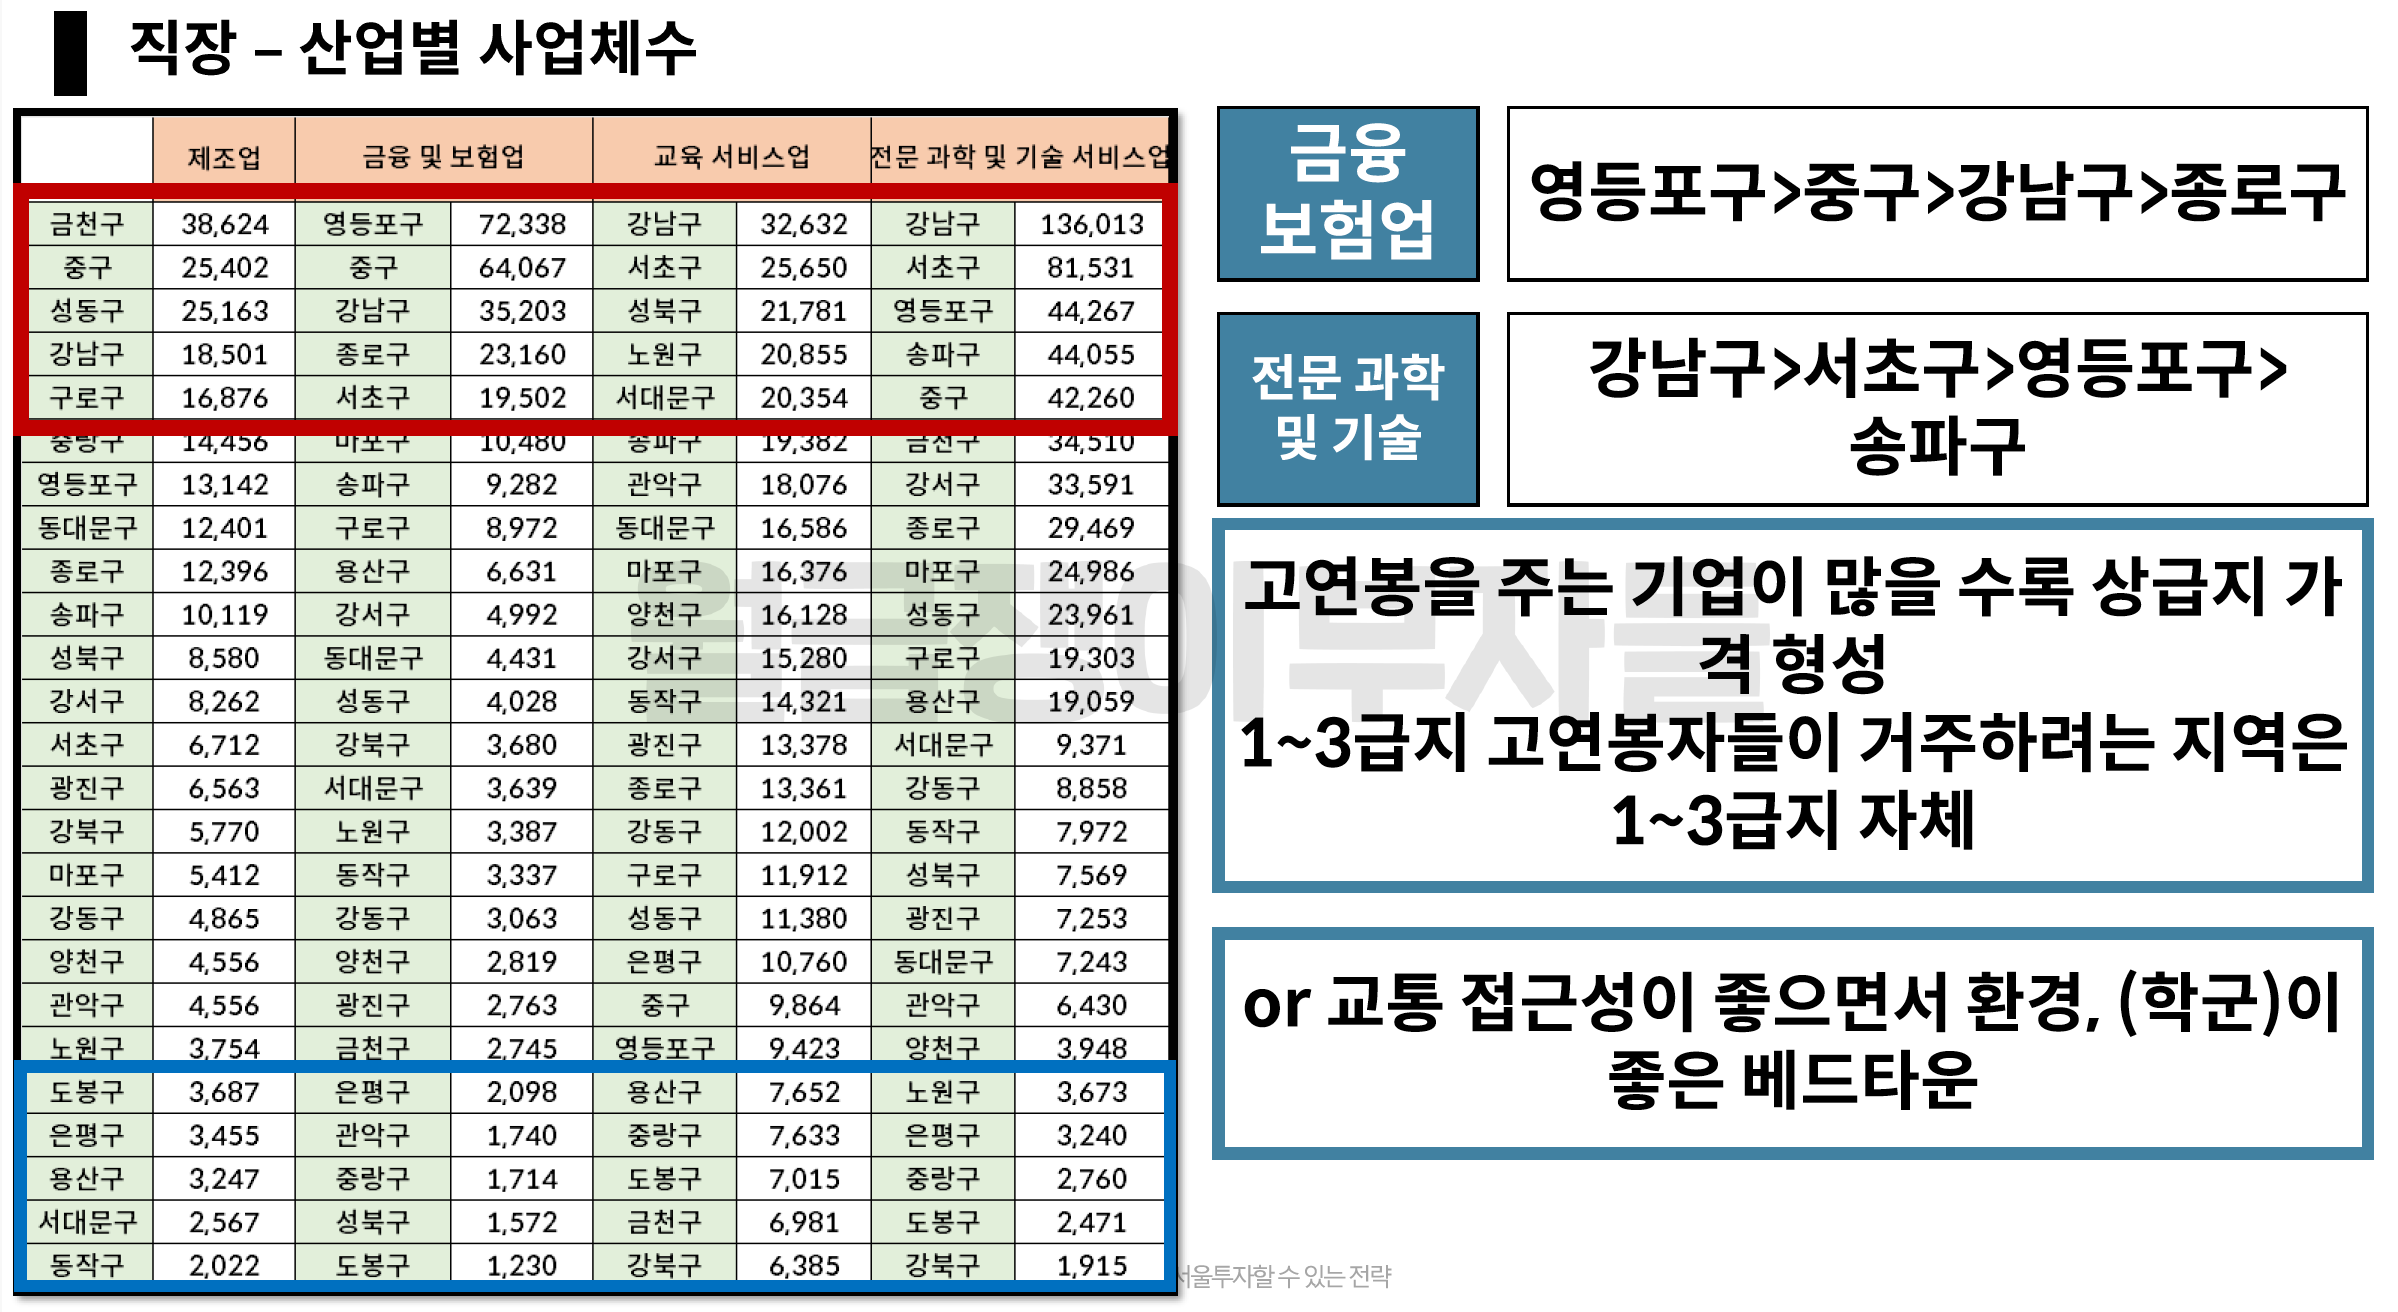 직장 – 산업별 사업체수
제조업 금융 및 보험업 교육 서비스업 전문 과학 및 기술 서비스업
금천구 38,624 영등포구 72,338 강남구 32,632 강남구 136,013
중구 25,402 중구 64,067 서초구 25,650 서초구 81,531
성동구 25,163 강남구 35,203 성북구 21,781 영등포구 44,267
강남구 18,501 종로구 23,160 노원구 20,855 송파구 44,055
구로구 16,876 서초구 19,502 서대문구 20,354 중구 42,260
중랑구 14,456 마포구 10,480 송파구 19,382 금천구 34,510
영등포구 13,142 송파구 9,282 관악구 18,076 강서구 33,591
동대문구 12,401 구로구 8,972 동대문구 16,586 종로구 29,469
종로구 12,396 용산구 6,631 마포구 16,376 마포구 24,986
송파구 10,119 강서구 4,992 양천구 16,128 성동구 23,961
성북구 8,580 동대문구 4,431 강서구 15,280 구로구 19,303
강서구 8,262 성동구 4,028 동작구 14,321 용산구 19,059
서초구 6,712 강북구 3,680 광진구 13,378 서대문구 9,371
광진구 6,563 서대문구 3,639 종로구 13,361 강동구 8,858
강북구 5,770 노원구 3,387 강동구 12,002 동작구 7,972
마포구 5,412 동작구 3,337 구로구 11,912 성북구 7,569
강동구 4,865 강동구 3,063 성동구 11,380 광진구 7,253
양천구 4,556 양천구 2,819 은평구 10,760 동대문구 7,243
관악구 4,556 광진구 2,763 중구 9,864 관악구 6,430
노원구 3,754 금천구 2,745 영등포구 9,423 양천구 3,948
도봉구 3,687 은평구 2,098 용산구 7,652 노원구 3,673
은평구 3,455 관악구 1,740 중랑구 7,633 은평구 3,240
용산구 3,247 중랑구 1,714 도봉구 7,015 중랑구 2,760
서대문구 2,567 성북구 1,572 금천구 6,981 도봉구 2,471
동작구 2,022 도봉구 1,230 강북구 6,385 강북구 1,915
금융
보험업
영등포구>중구>강남구>종로구
전문 과학
및 기술
강남구>서초구>영등포구>
송파구
고연봉을 주는 기업이 많을 수록 상급지 가
격 형성
1~3급지 고연봉자들이 거주하려는 지역은
1~3급지 자체
or 교통 접근성이 좋으면서 환경, (학군)이
좋은 베드타운
월급쟁이부자들
서울투자할 수 있는 전략